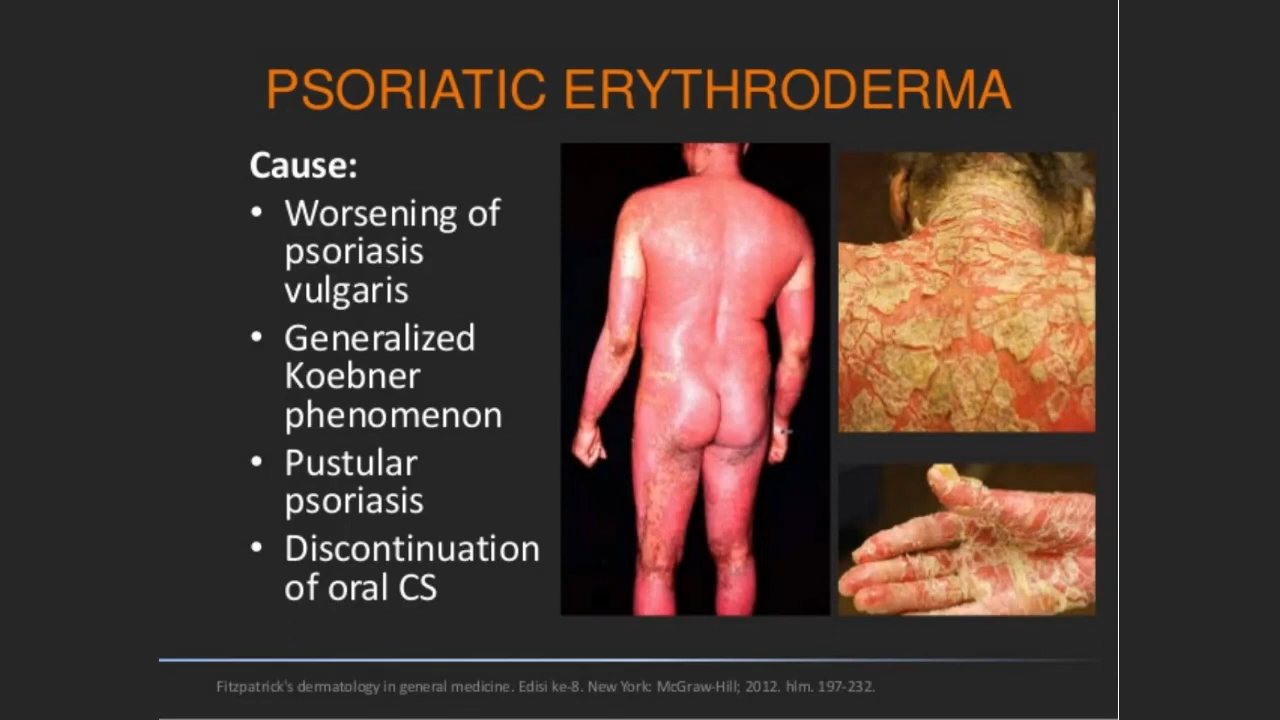 PSORIATIC ERYTHRODERMA
Cause:
• Worsening of
psoriasis
vulgaris
• Generalized
Koebner
phenomenon
• Pustular
psoriasis
• Discontinuation
of oral CS
Fitzpatrick's dermatology in general medicine. Edisi ke-8. New York: McGraw-Hill; 2012. hlm. 197-232.